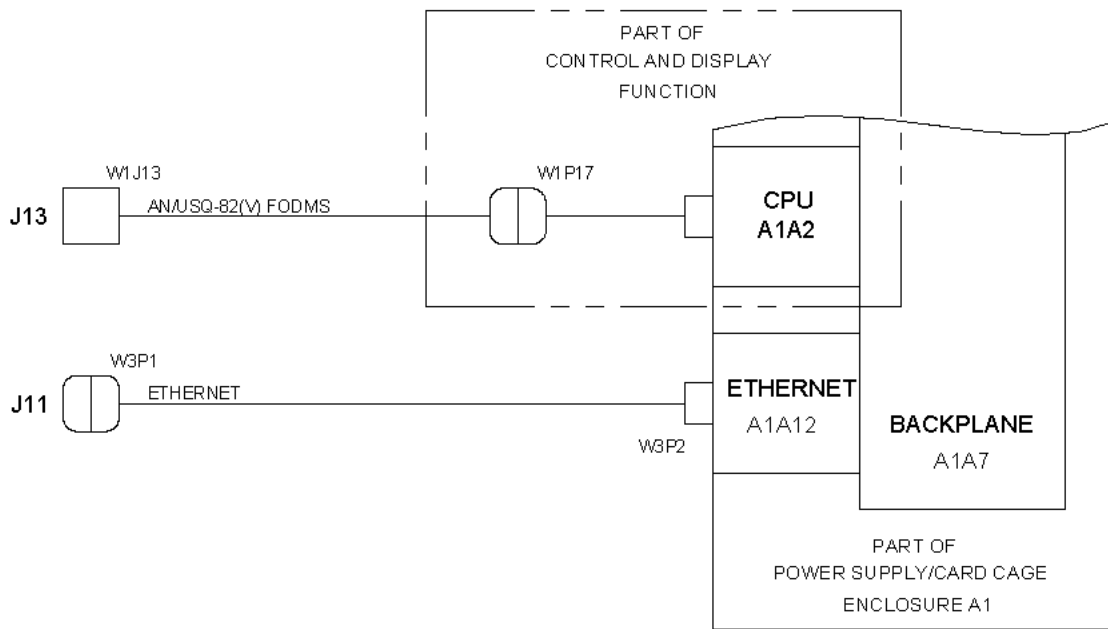 PART OF
CONTROL AND DISPLAY
FUNCTION
W1J13
W1P17
J13
AN/USQ-82(V) FODMS
CPU
A1A2
W3P1
J11
ETHERNET
W3P2
ETHERNET
A1A12
BACKPLANE
A1A7
PART OF
POWER SUPPLY/CARD CAGE
ENCLOSURE A1